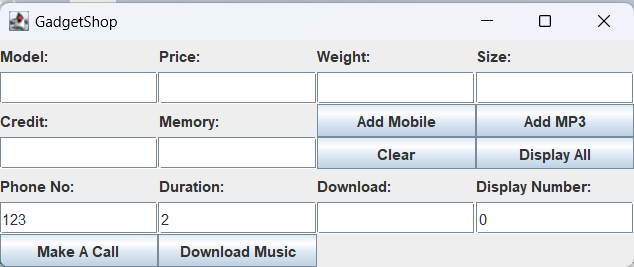 GadgetShop
Model: Price: Weight: Size:
Credit: Memory: Add Mobile Add MP3
Clear Display All
Phone No: Duration: Download: Display Number:
123 2 0
Make A Call Download Music